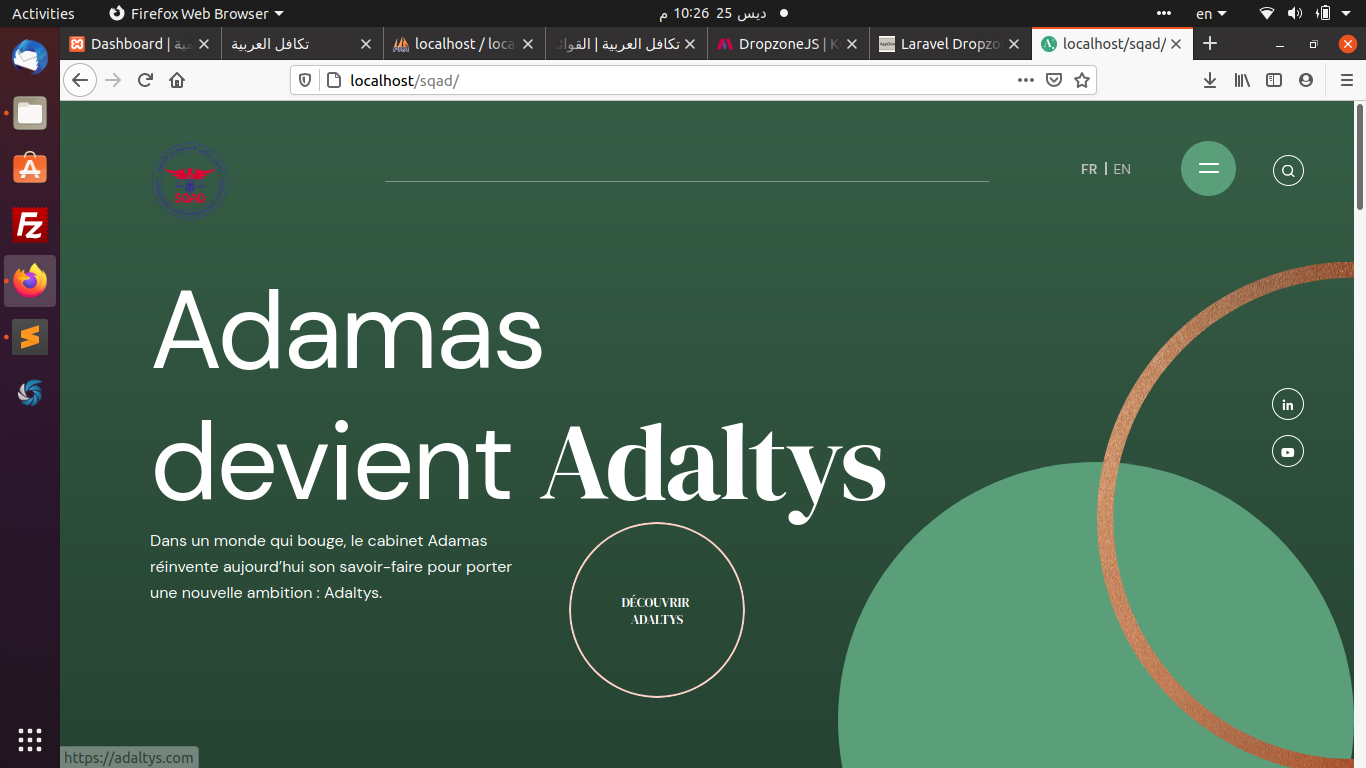 Activities
Firefox Web Browser
ديس 25 10:26 م
en
Dashboard |
تكافل العربية
localhost / loca
تكافل العربية | القوائ
DropzoneJS |
Laravel Dropzo
localhost/sqad/
localhost/sqad/
SQAD
FR | EN
Adamas
devient Adaltys
Dans un monde qui bouge, le cabinet Adamas
réinvente aujourd’hui son savoir-faire pour porter
une nouvelle ambition : Adaltys.
DÉCOUVRIR
ADALTYS
in
https://adaltys.com